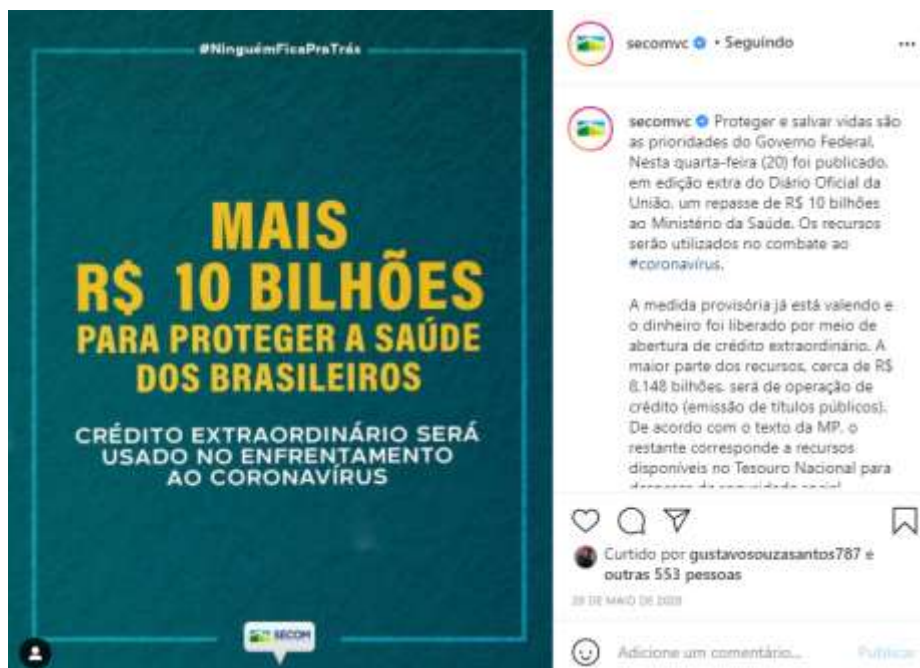 #NinguémFicaPraTrás
MAIS
R$ 10 BILHÕES
PARA PROTEGER A SAÚDE
DOS BRASILEIROS
CRÉDITO EXTRAORDINÁRIO SERÁ
USADO NO ENFRENTAMENTO
AO CORONAVÍRUS
SECOM
secomvc • Seguindo
secomvc Proteger e salvar vidas são
as prioridades do Governo Federal.
Nesta quarta-feira (20) foi publicado,
em edição extra do Diário Oficial da
União, um repasse de R$ 10 bilhões
ao Ministério da Saúde. Os recursos
serão utilizados no combate ao
#coronavírus.
A medida provisória já está valendo e
o dinheiro foi liberado por meio de
abertura de crédito extraordinário. A
maior parte dos recursos, cerca de R$
8,148 bilhões, será de operação de
crédito (emissão de títulos públicos).
De acordo com o texto da MP, o
restante corresponde a recursos
disponíveis no Tesouro Nacional para
Curtido por gustavosouzasantos787 e
outras 553 pessoas
DE MAIO DE 2020
Adicione um comentário... Publicar